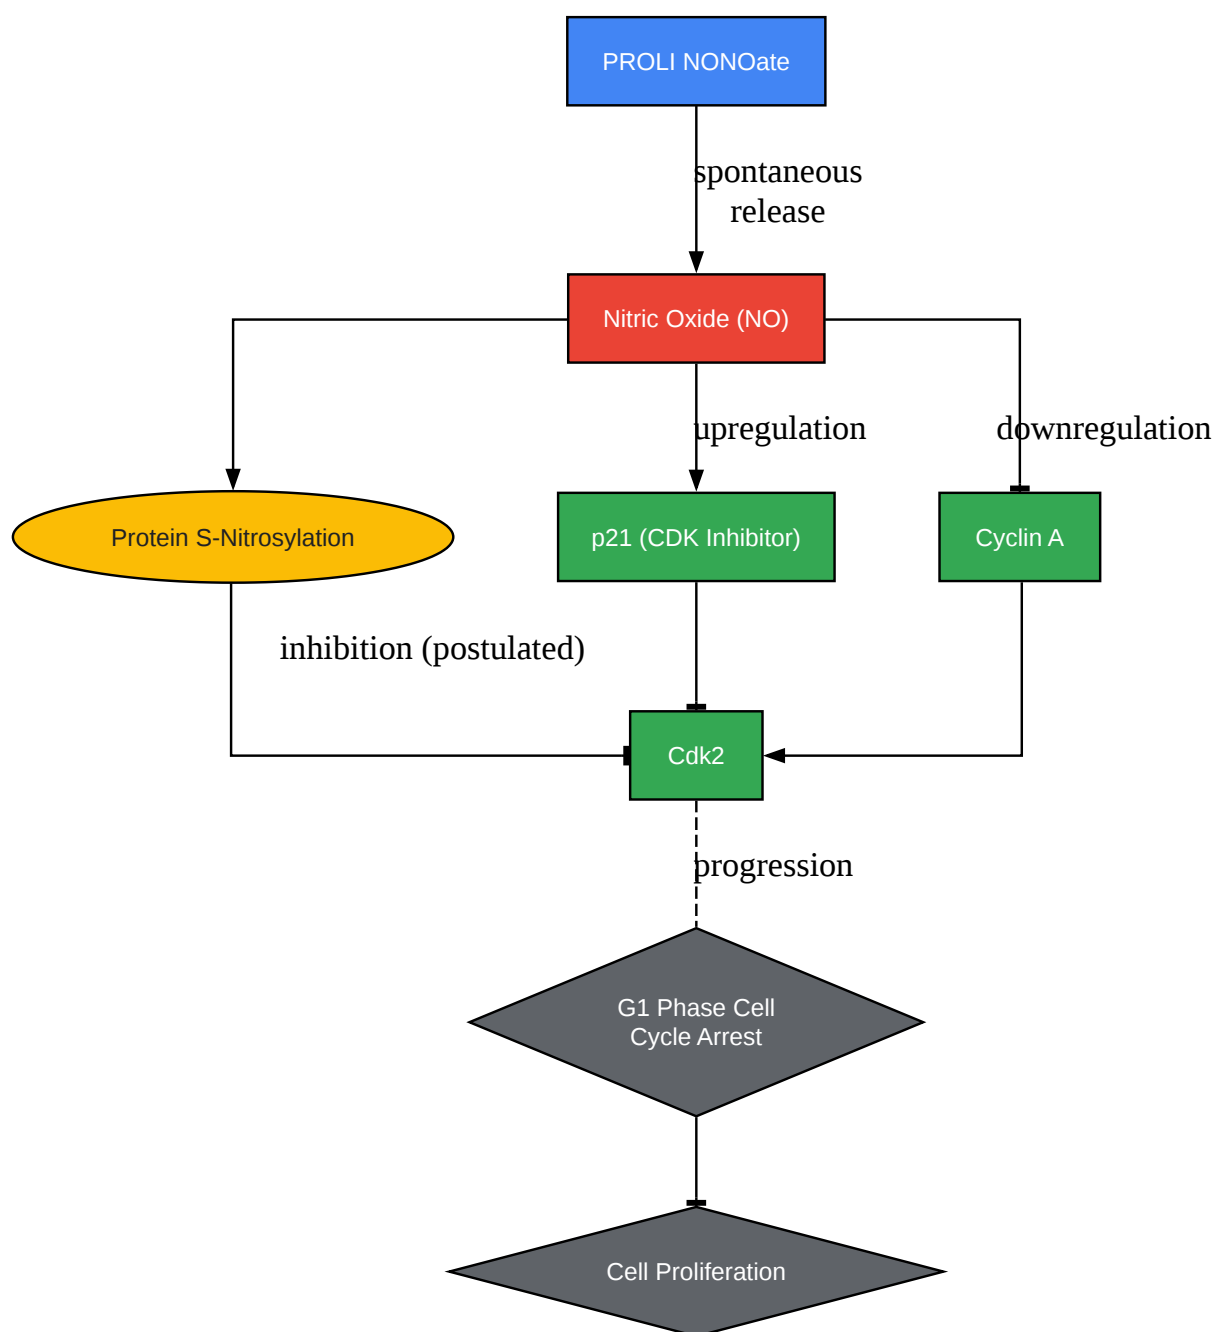 PROLI NONOate
spontaneous
release
Nitric Oxide (NO)
upregulation
downregulation
Protein S-Nitrosylation
p21 (CDK Inhibitor)
Cyclin A
inhibition (postulated)
Cdk2
progression
G1 Phase Cell
Cycle Arrest
Cell Proliferation